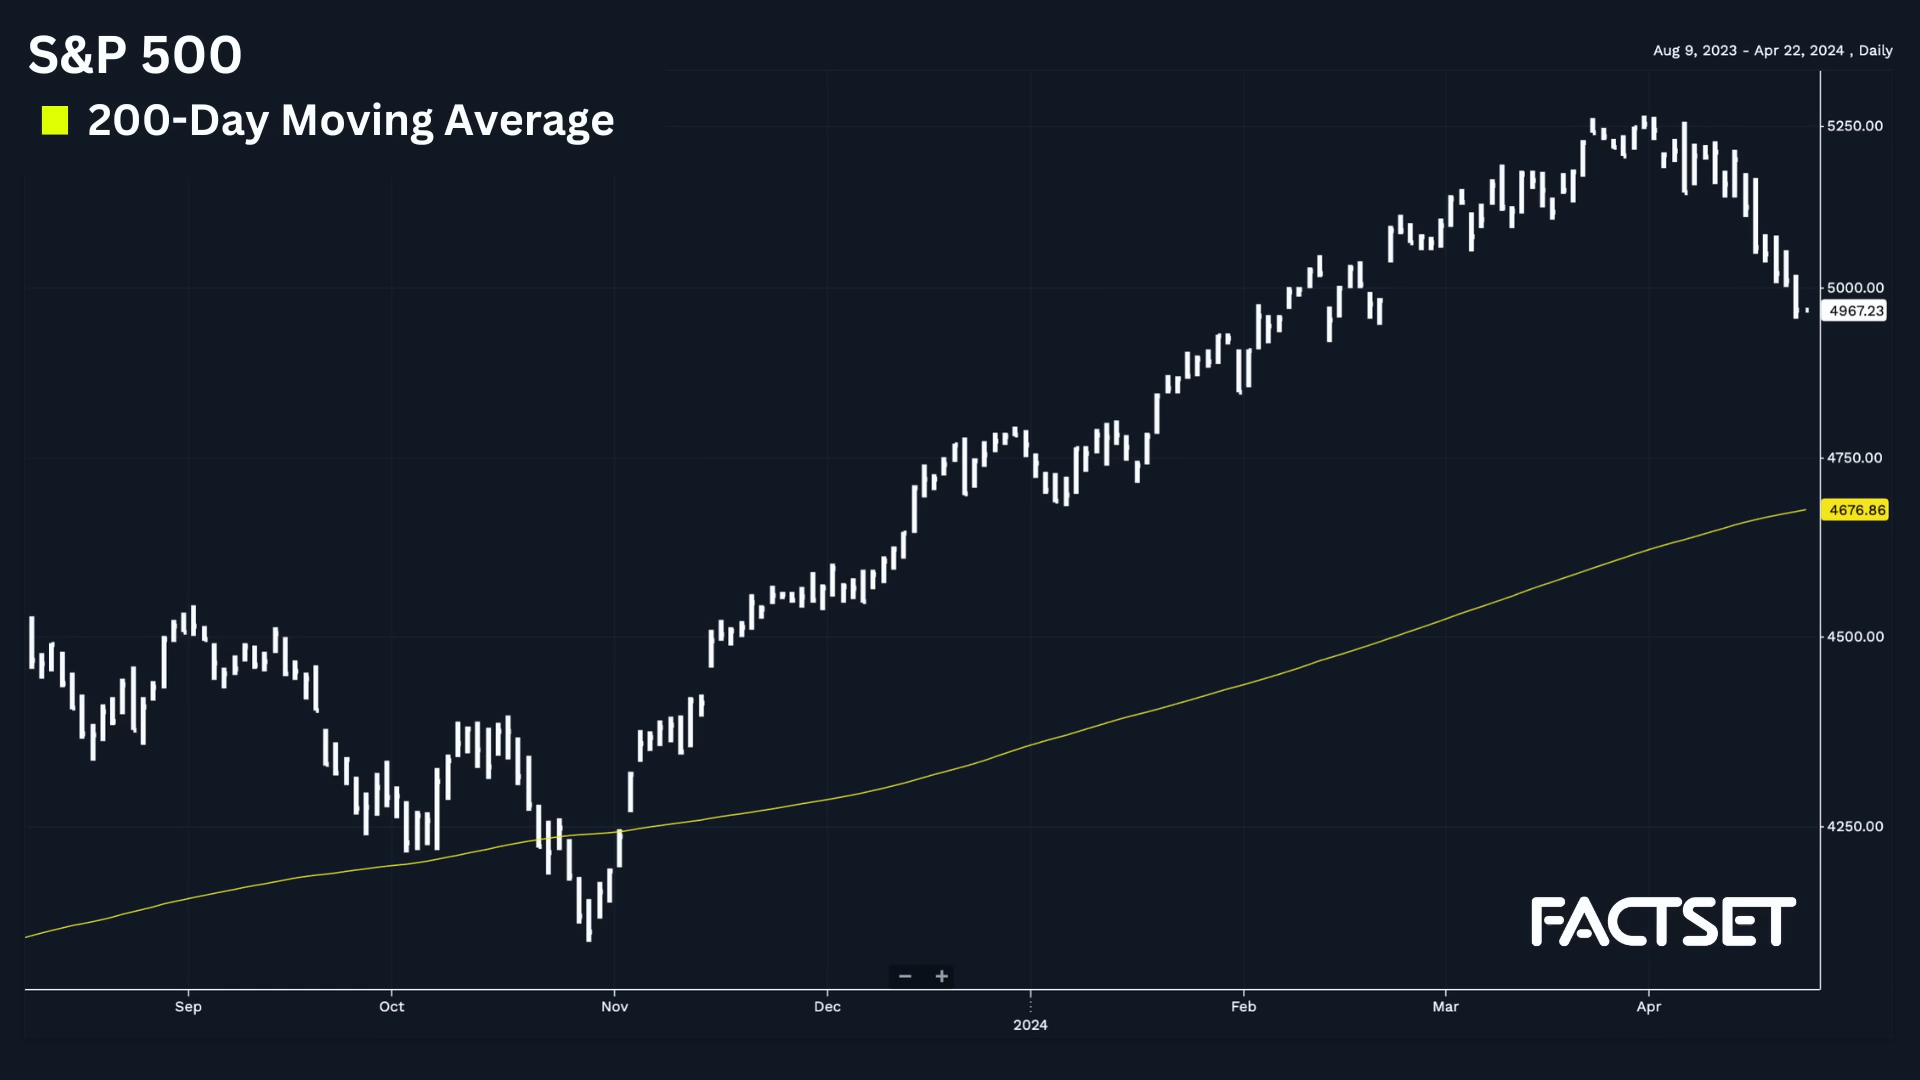 S&P 500
Aug 9, 2023 - Apr 22, 2024 , Daily
200-Day Moving Average
5250.00
5000.00
4967.23
4750.00
4676.86
4500.00
4250.00
FACTSET
− +
Sep Oct Nov Dec Feb Mar Apr
2024